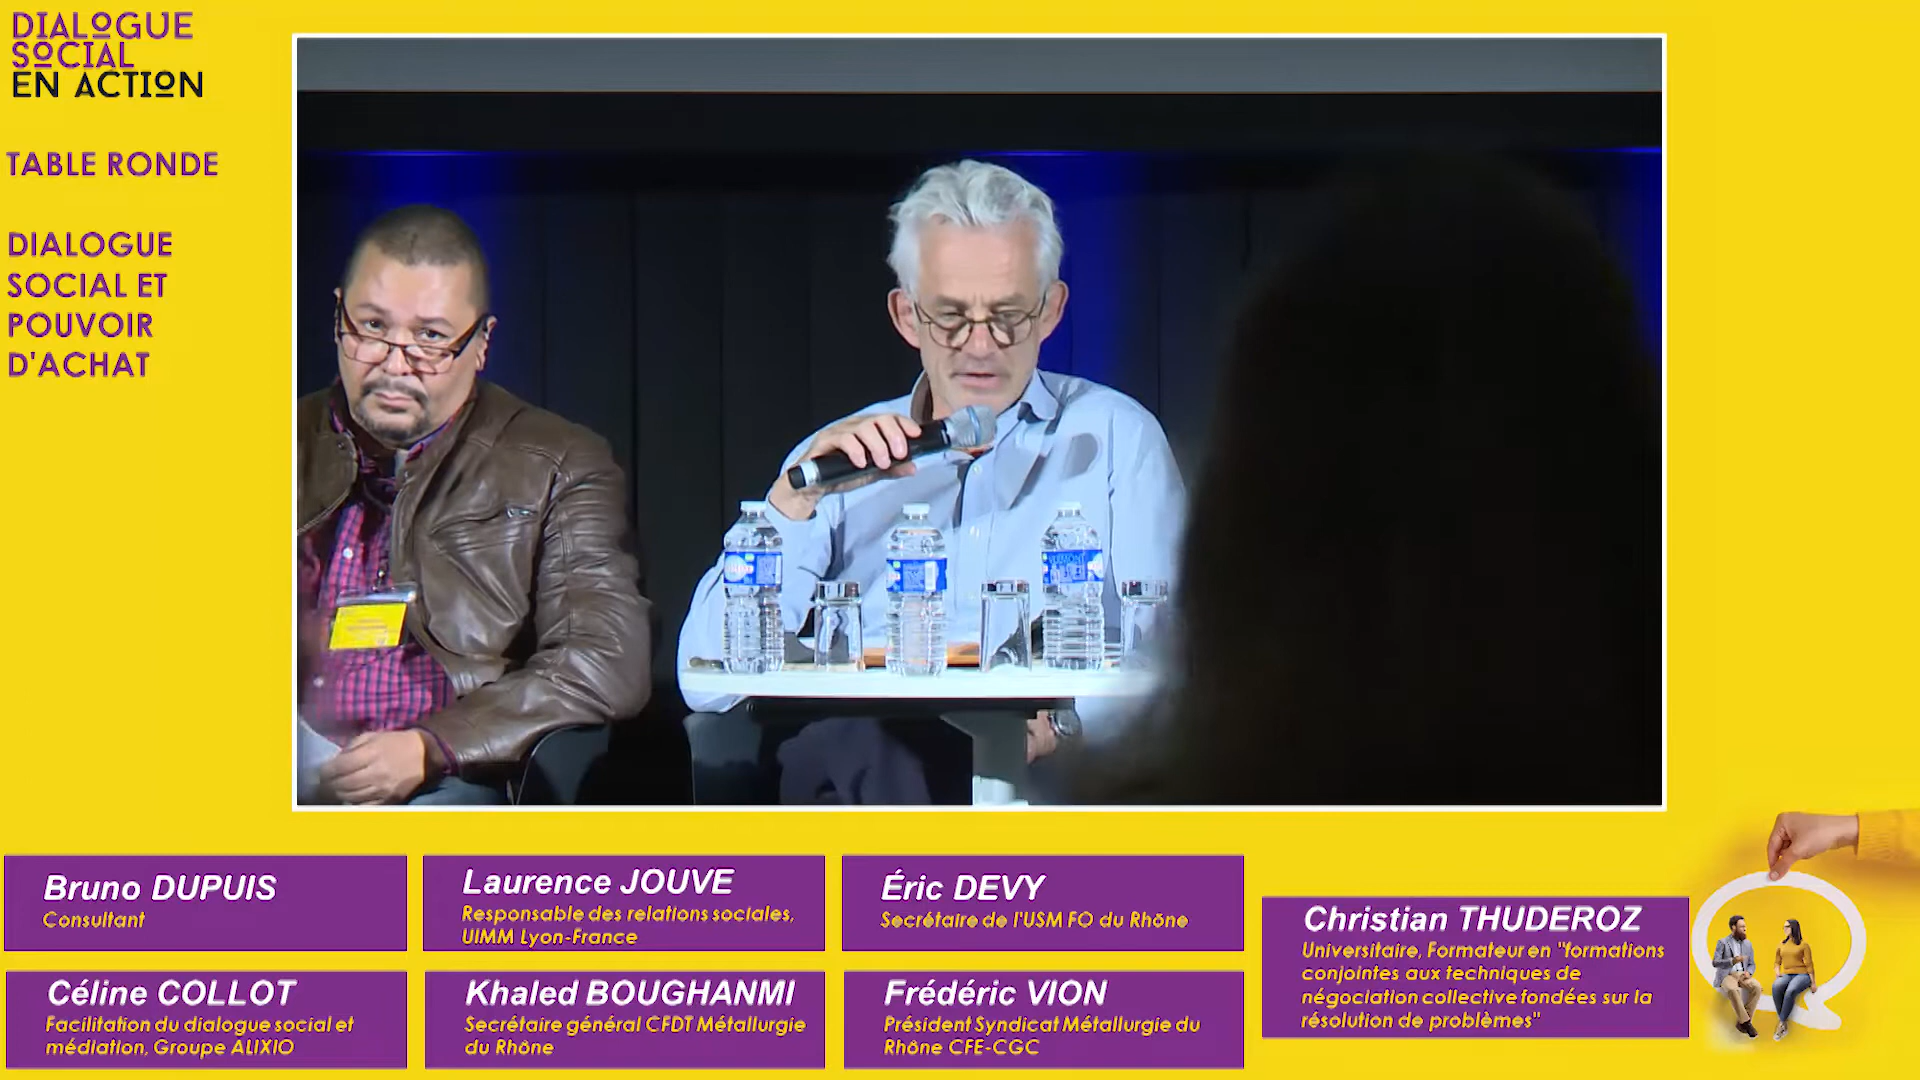 DIALOGUE
SOCIAL
EN ACTION
TABLE RONDE
DIALOGUE
SOCIAL ET
POUVOIR
D'ACHAT
Bruno DUPUIS
Consultant
Laurence JOUVE
Responsable des relations sociales,
UIMM Lyon-France
Éric DEVY
Secrétaire de l'USM FO du Rhône
Christian THUDEROZ
Universitaire, Formateur en "formations
conjointes aux techniques de
négociation collective fondées sur la
résolution de problèmes"
Céline COLLOT
Facilitation du dialogue social et
médiation, Groupe ALIXIO
Khaled BOUGHANMI
Secrétaire général CFDT Métallurgie
du Rhône
Frédéric VION
Président Syndicat Métallurgie du
Rhône CFE-CGC